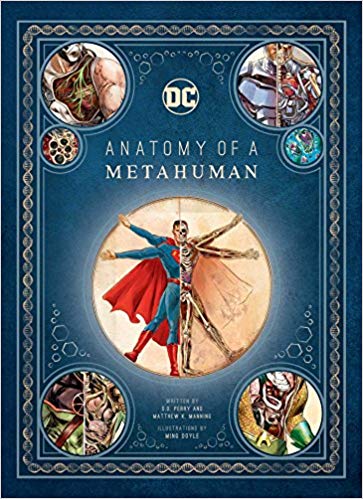 DC
ANATOMY OF A
METAHUMAN
WRITTEN BY
S.D. PERRY AND
MATTHEW K. MANNING
ILLUSTRATIONS BY
MING DOYLE